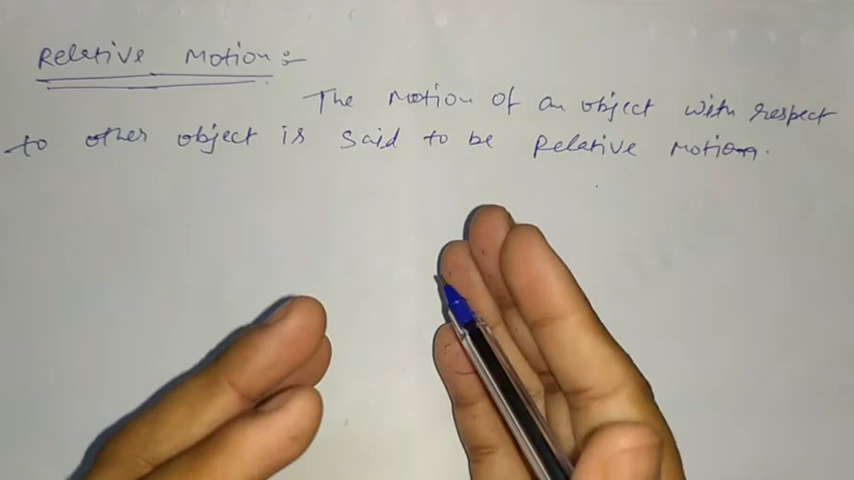 Relative Motion:-
The Motion of an object with respect
to other object is said to be Relative Motion.